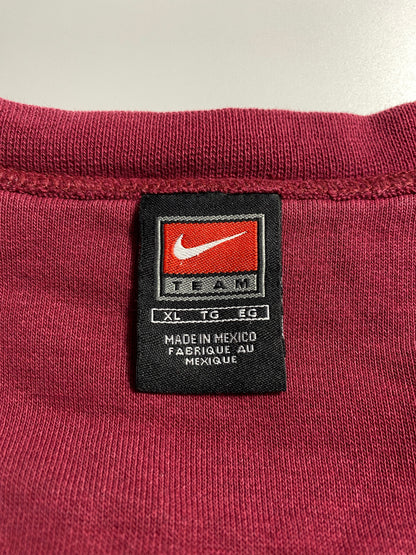 TEAM
XL TG EG
MADE IN MEXICO
FABRIQUE AU
MEXIQUE